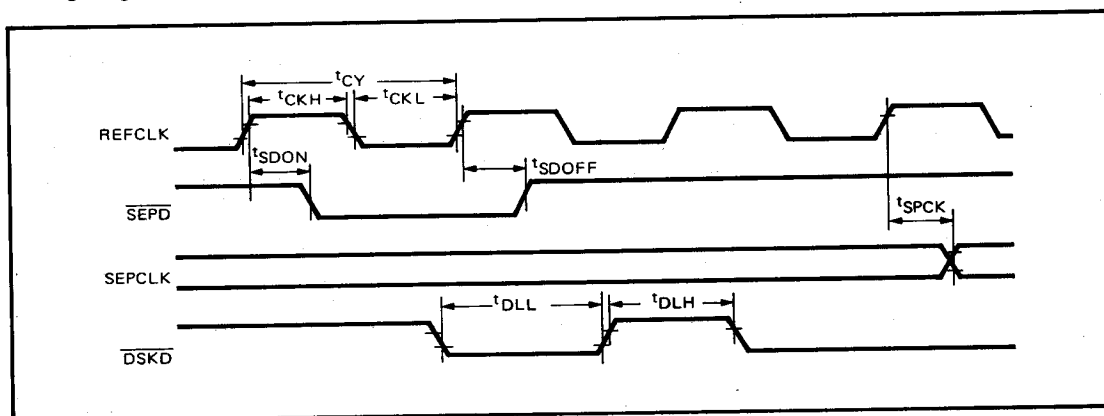 tCY
tCKH tCKL
REFCLK
tSDON tSDOFF
SEPD
tSPCK
SEPCLK
tDLL tDLH
DSKD